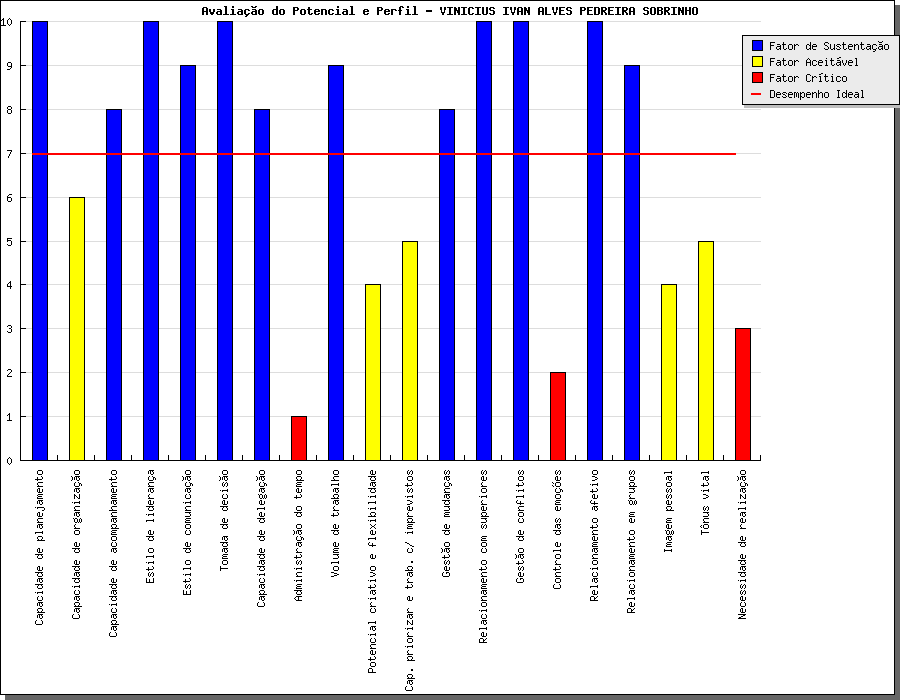 Avaliação do Potencial e Perfil - VINICIUS IVAN ALVES PEDREIRA SOBRINHO
Fator de Sustentação
Fator Aceitável
Fator Crítico
Desempenho Ideal
10
9
8
7
6
5
4
3
2
1
0
Capacidade de planejamento
Capacidade de organização
Capacidade de acompanhamento
Estilo de liderança
Estilo de comunicação
Tomada de decisão
Capacidade de delegação
Administração do tempo
Volume de trabalho
Potencial criativo e flexibilidade
Cap. priorizar e trab. c/ imprevistos
Gestão de mudanças
Relacionamento com superiores
Gestão de conflitos
Controle das emoções
Relacionamento afetivo
Relacionamento em grupos
Imagem pessoal
Tônus vital
Necessidade de realização